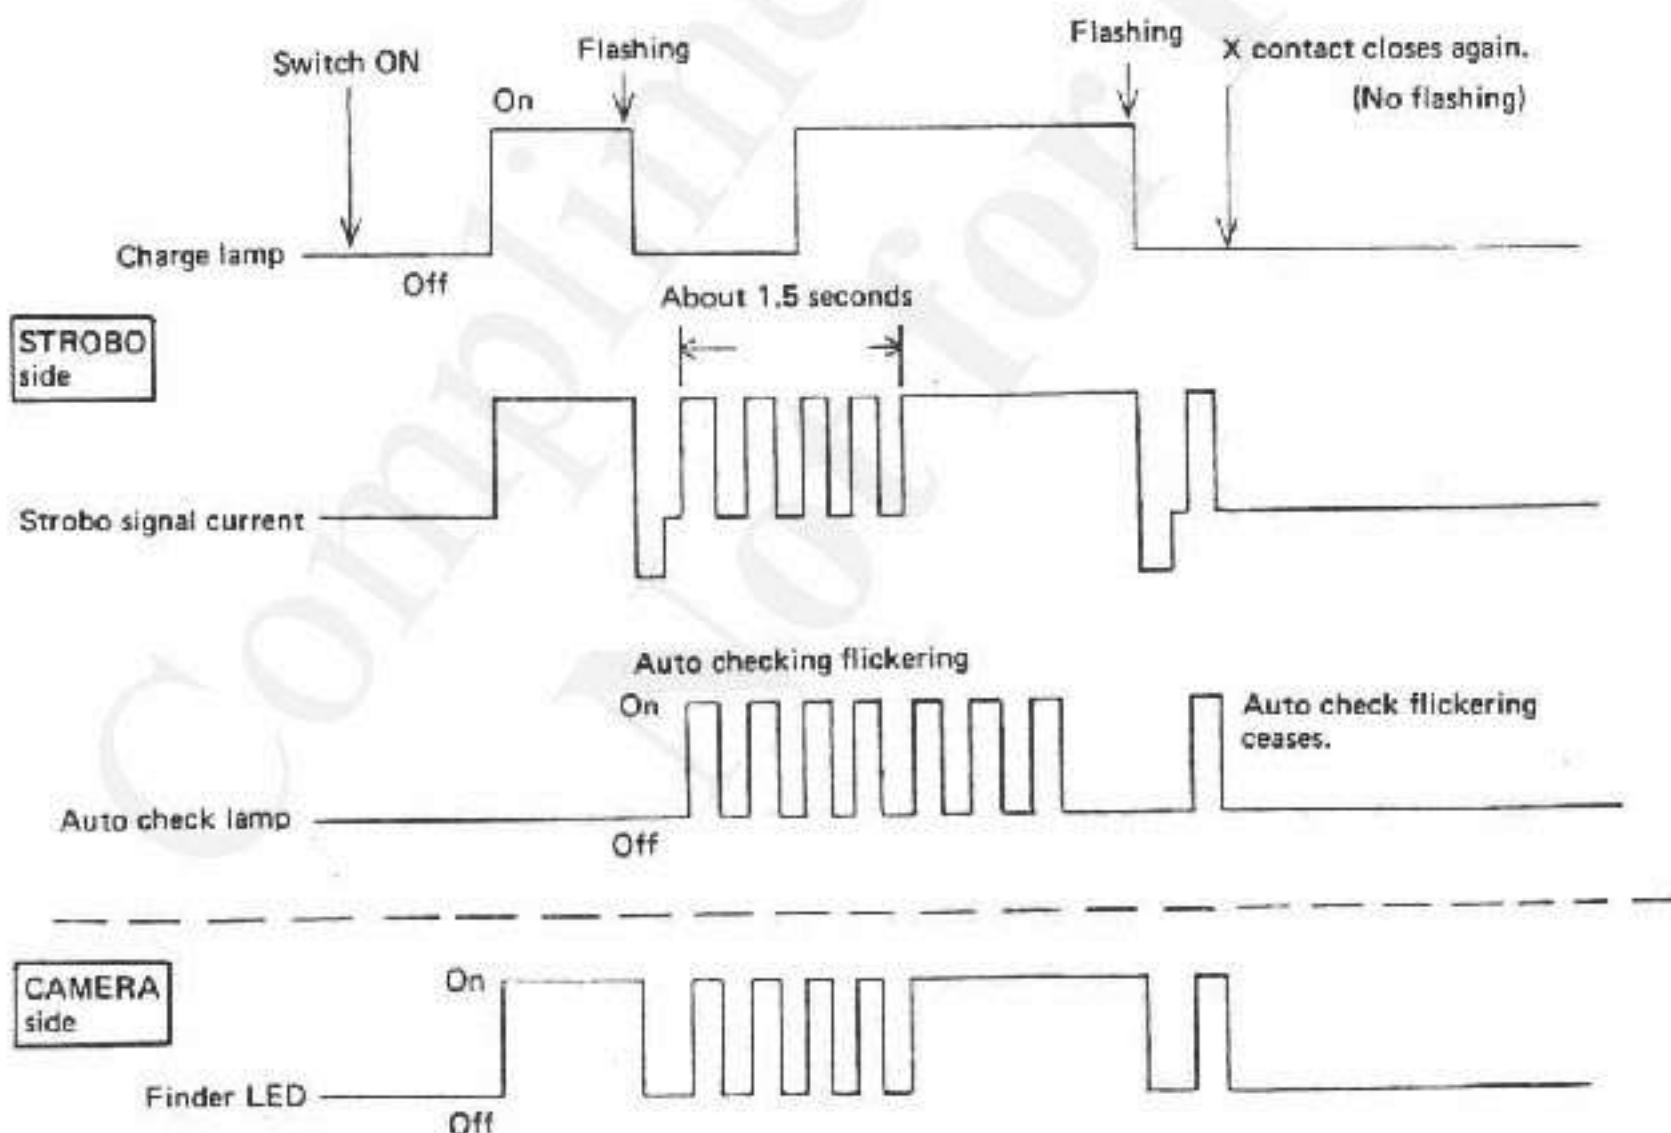 Switch ON
Flashing
Flashing
X contact closes again.
(No flashing)
On
Charge lamp
Off
About 1.5 seconds
STROBO
side
Strobo signal current
Auto checking flickering
On
Auto check flickering
ceases.
Auto check lamp
Off
CAMERA
side
On
Finder LED
Off